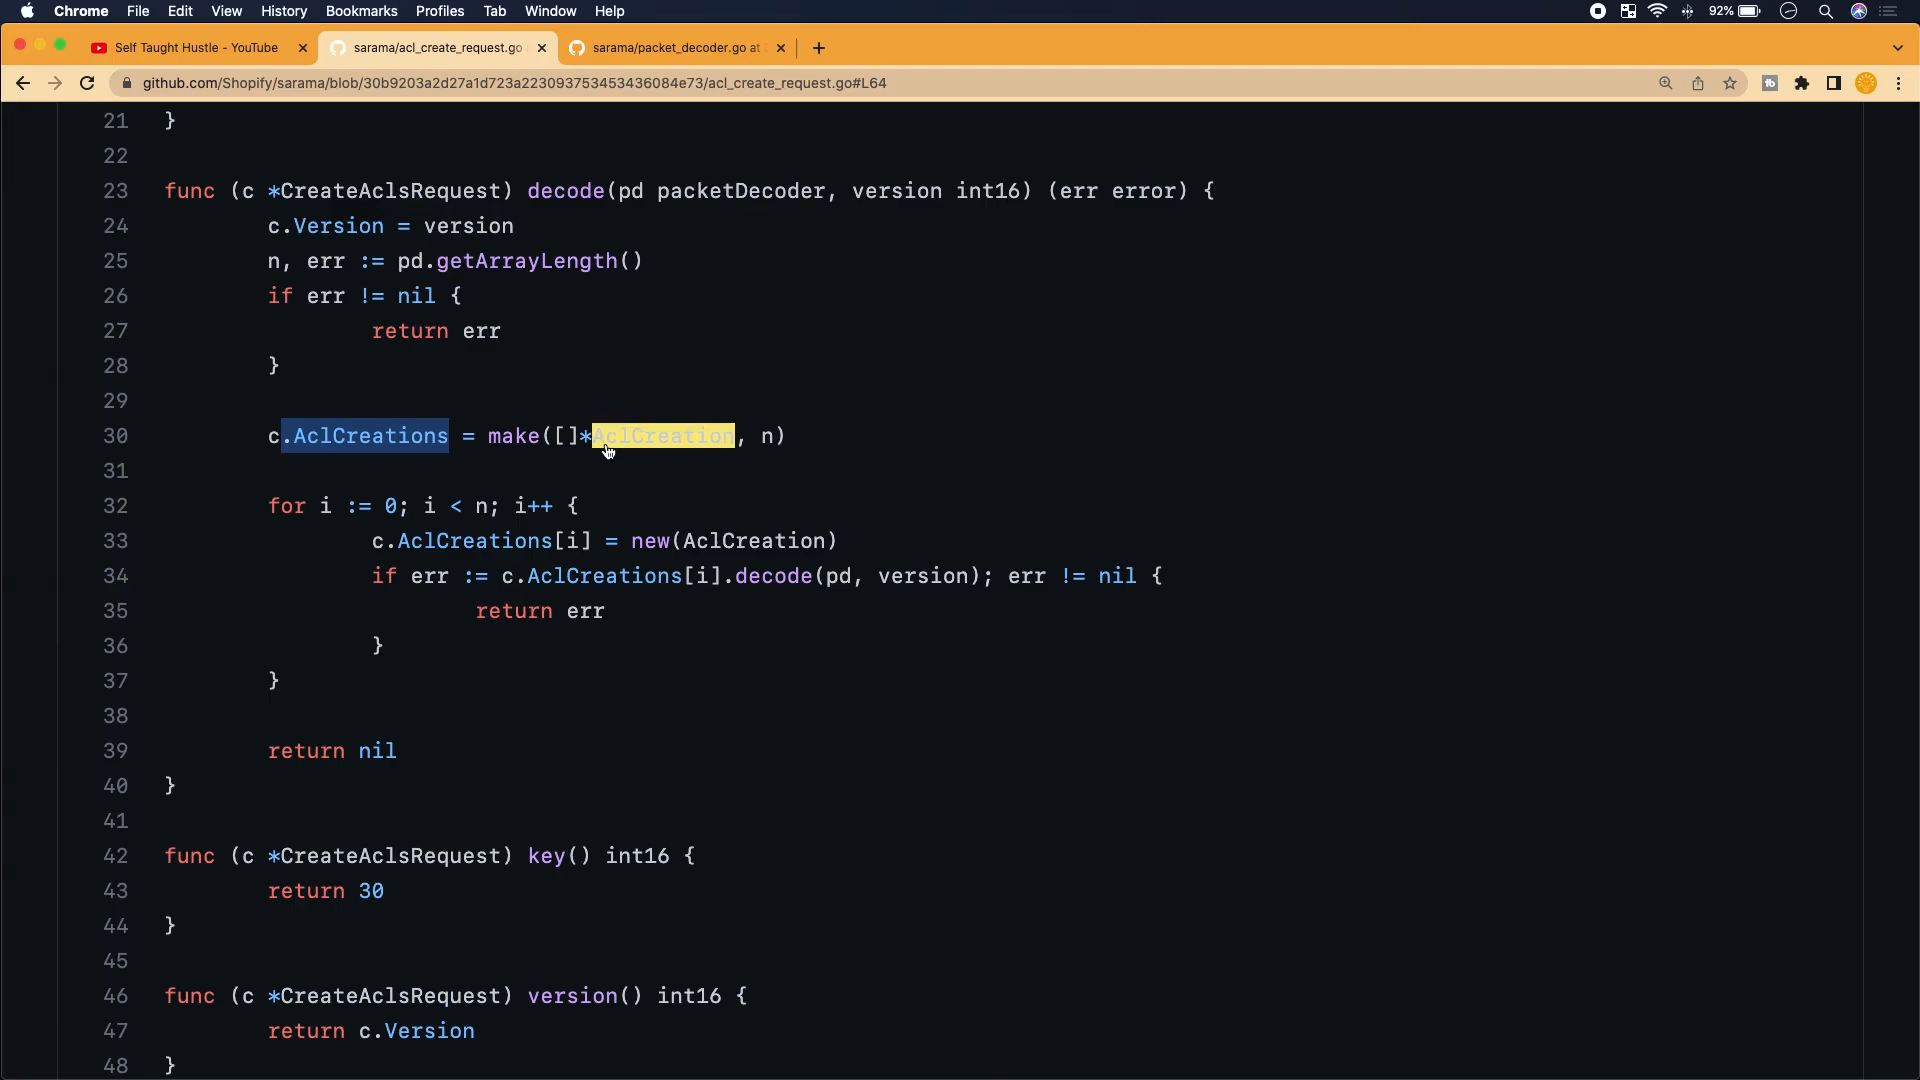 Chrome File Edit View History Bookmarks Profiles Tab Window Help 92%
Self Taught Hustle - YouTube sarama/acl_create_request.go sarama/packet_decoder.go at
github.com/Shopify/sarama/blob/30b9203a2d27a1d723a223093753453436084e73/acl_create_request.go#L64
21 }
22
23 func (c *CreateAclsRequest) decode(pd packetDecoder, version int16) (err error) {
24 c.Version = version
25 n, err := pd.getArrayLength()
26 if err != nil {
27 return err
28 }
29
30 c.AclCreations = make([]*AclCreation, n)
31
32 for i := 0; i < n; i++ {
33 c.AclCreations[i] = new(AclCreation)
34 if err := c.AclCreations[i].decode(pd, version); err != nil {
35 return err
36 }
37 }
38
39 return nil
40 }
41
42 func (c *CreateAclsRequest) key() int16 {
43 return 30
44 }
45
46 func (c *CreateAclsRequest) version() int16 {
47 return c.Version
48 }